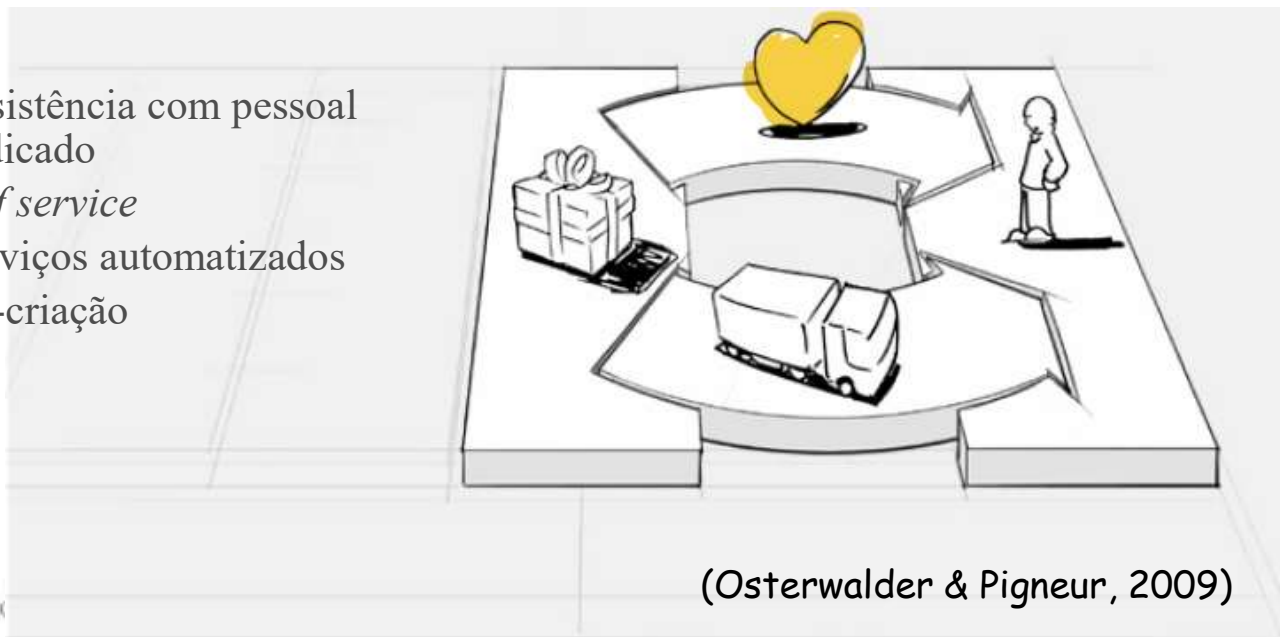 sistência com pessoal
licado
f service
viços automatizados
-criação
(Osterwalder & Pigneur, 2009)